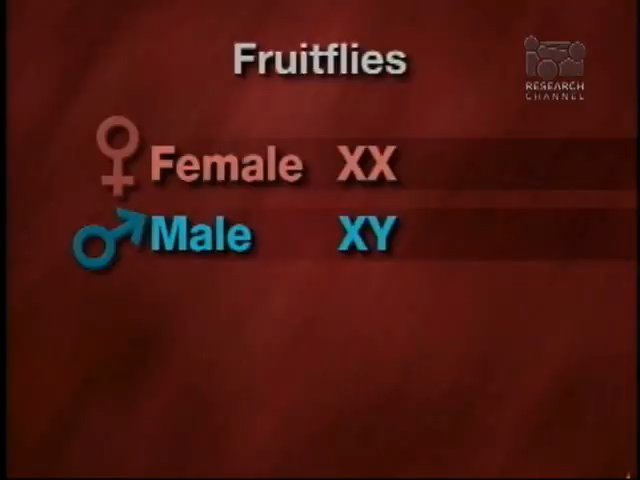 Fruitflies
RESEARCH
CHANNEL
Female XX
Male XY